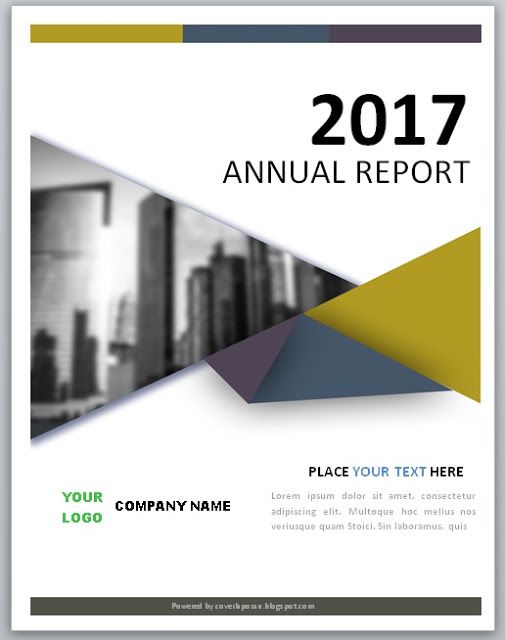 2017
ANNUAL REPORT
PLACE YOUR TEXT HERE
Lorem ipsum dolor sit amet, consectetur
adipiscing elit. Multoque hoc melius nos
veriusque quam Stoici. Sin laboramus, quis
YOUR
LOGO
COMPANY NAME
Powered by coverlaporan.blogspot.com